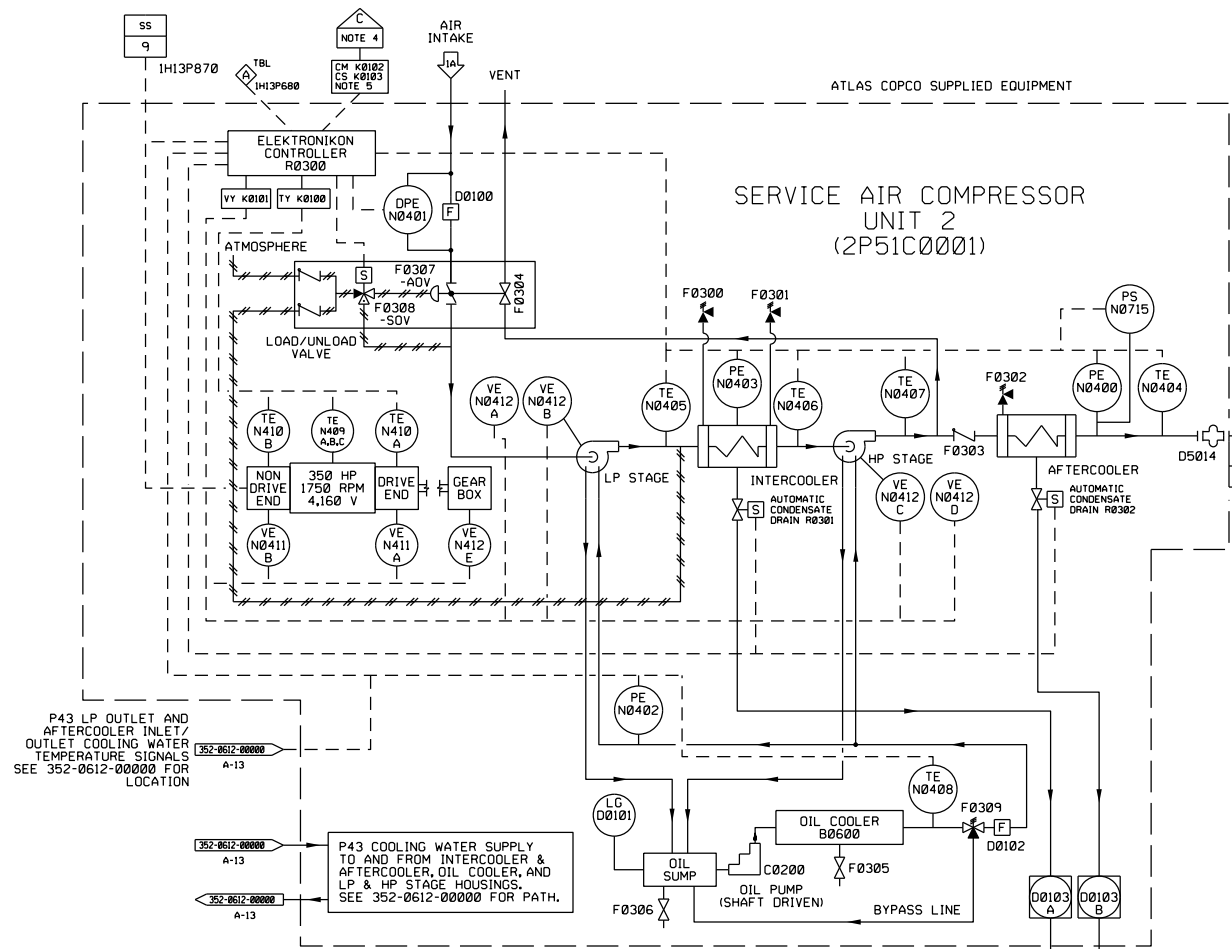 SS
9
1H13P870
A
TBL
1H13P680
C
NOTE 4
CM K0102
CS K0103
NOTE 5
AIR
INTAKE
1A
VENT
ATLAS COPCO SUPPLIED EQUIPMENT
ELEKTRONIKON
CONTROLLER
R0300
VY K0101
TY K0100
DPE
N0401
D0100
F
SERVICE AIR COMPRESSOR
UNIT 2
(2P51C0001)
ATMOSPHERE
S
F0307
-AOV
F0308
-SOV
F0304
LOAD/UNLOAD
VALVE
F0300
F0301
PS
N0715
VE
N0412
A
VE
N0412
B
TE
N0405
PE
N0403
TE
N0406
TE
N0407
F0302
PE
N0400
TE
N0404
TE
N410
B
TE
N409
A,B,C
TE
N410
A
NON
DRIVE
END
350 HP
1750 RPM
4,160 V
DRIVE
END
GEAR
BOX
LP STAGE
INTERCOOLER
HP STAGE
F0303
AFTERCOOLER
D5014
VE
N0411
B
VE
N411
A
VE
N412
E
S
AUTOMATIC
CONDENSATE
DRAIN R0301
VE
N0412
C
VE
N0412
D
S
AUTOMATIC
CONDENSATE
DRAIN R0302
PE
N0402
P43 LP OUTLET AND
AFTERCOOLER INLET/
OUTLET COOLING WATER
TEMPERATURE SIGNALS
SEE 352-0612-00000 FOR
LOCATION
352-0612-00000
A-13
352-0612-00000
A-13
352-0612-00000
A-13
P43 COOLING WATER SUPPLY
TO AND FROM INTERCOOLER &
AFTERCOOLER, OIL COOLER, AND
LP & HP STAGE HOUSINGS.
SEE 352-0612-00000 FOR PATH.
LG
D0101
OIL
SUMP
F0306
C0200
OIL PUMP
(SHAFT DRIVEN)
OIL COOLER
B0600
F0305
TE
N0408
F0309
F
D0102
BYPASS LINE
D0103
A
D0103
B